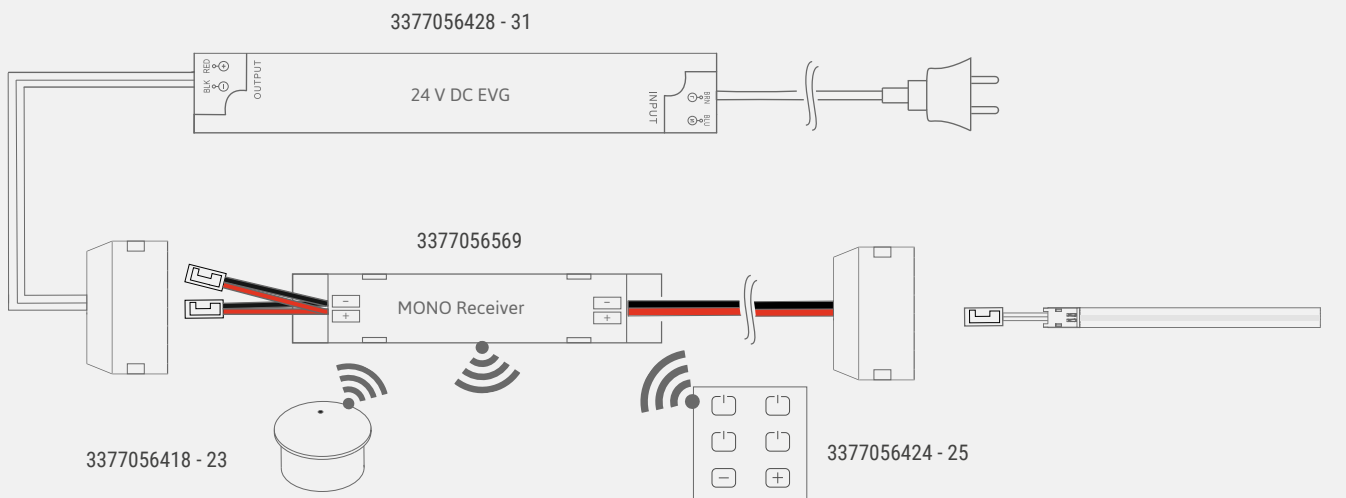 3377056428 - 31
RED +
BLK −
OUTPUT
24 V DC EVG
INPUT
L BRN
N BLU
3377056569
−
+
MONO Receiver
−
+
3377056418 - 23
3377056424 - 25
− +